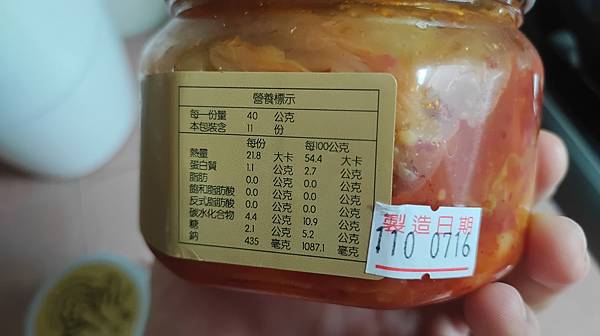 營養標示
每一份量 40 公克
本包裝含 11 份
每份 每100公克
熱量 21.8 大卡 54.4 大卡
蛋白質 1.1 公克 2.7 公克
脂肪 0.0 公克 0.0 公克
飽和脂肪酸 0.0 公克 0.0 公克
反式脂肪酸 0.0 公克 0.0 公克
碳水化合物 4.4 公克 10.9 公克
糖 2.1 公克 5.2 公克
鈉 435 毫克 1087.1 毫克
製造日期
110 0716